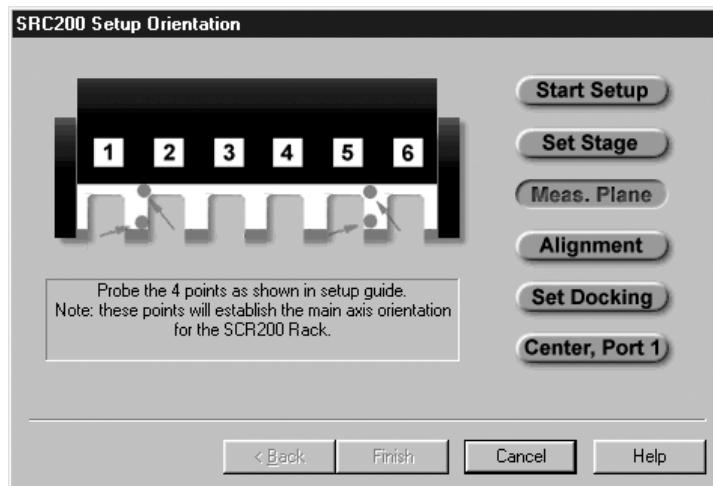 SRC200 Setup Orientation
1 2 3 4 5 6
Start Setup
Set Stage
Meas. Plane
Alignment
Set Docking
Center, Port 1
Probe the 4 points as shown in setup guide.
Note: these points will establish the main axis orientation
for the SCR200 Rack.
< Back Finish Cancel Help